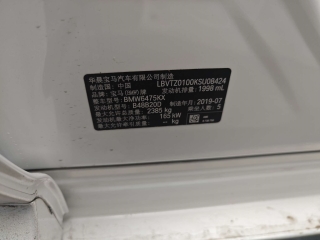 华晨宝马汽车有限公司制造
制造国: 中国 LBVTZ0100KSU08424
品牌: 宝马(BMW)牌 发动机排量: 1998 mL
整车型号: BMW6475KX
发动机型号: B48B20D 制造年月: 2019-07
最大允许总质量: 2385 kg 乘坐人数: 5
发动机最大净功率: 185 kW
kg